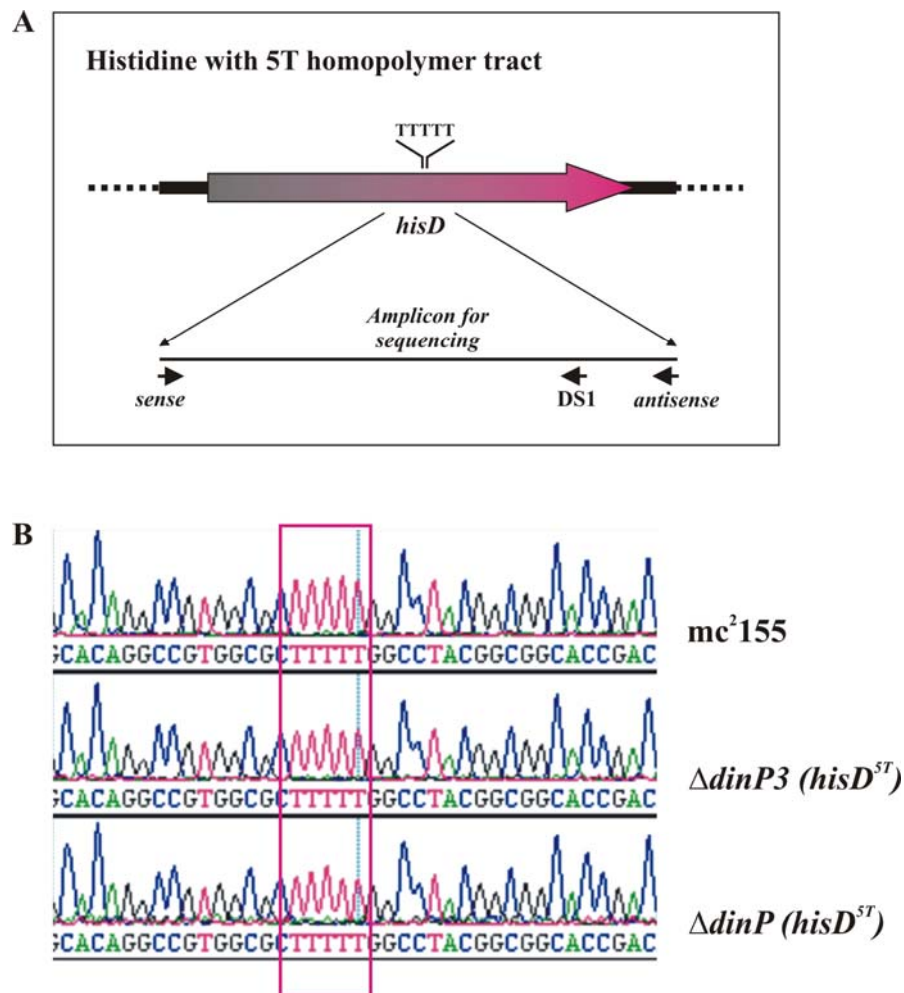 A
Histidine with 5T homopolymer tract
TTTTT
hisD
Amplicon for
sequencing
sense
DS1
antisense
B
GCACAGGCCGTGGCGCTTTTTGGCCTACGGCGGCACCGAC
mc²155
GCACAGGCCGTGGCGCTTTTTGGCCTACGGCGGCACCGAC
ΔdinP3 (hisD⁵ᵀ)
GCACAGGCCGTGGCGCTTTTTGGCCTACGGCGGCACCGAC
ΔdinP (hisD⁵ᵀ)